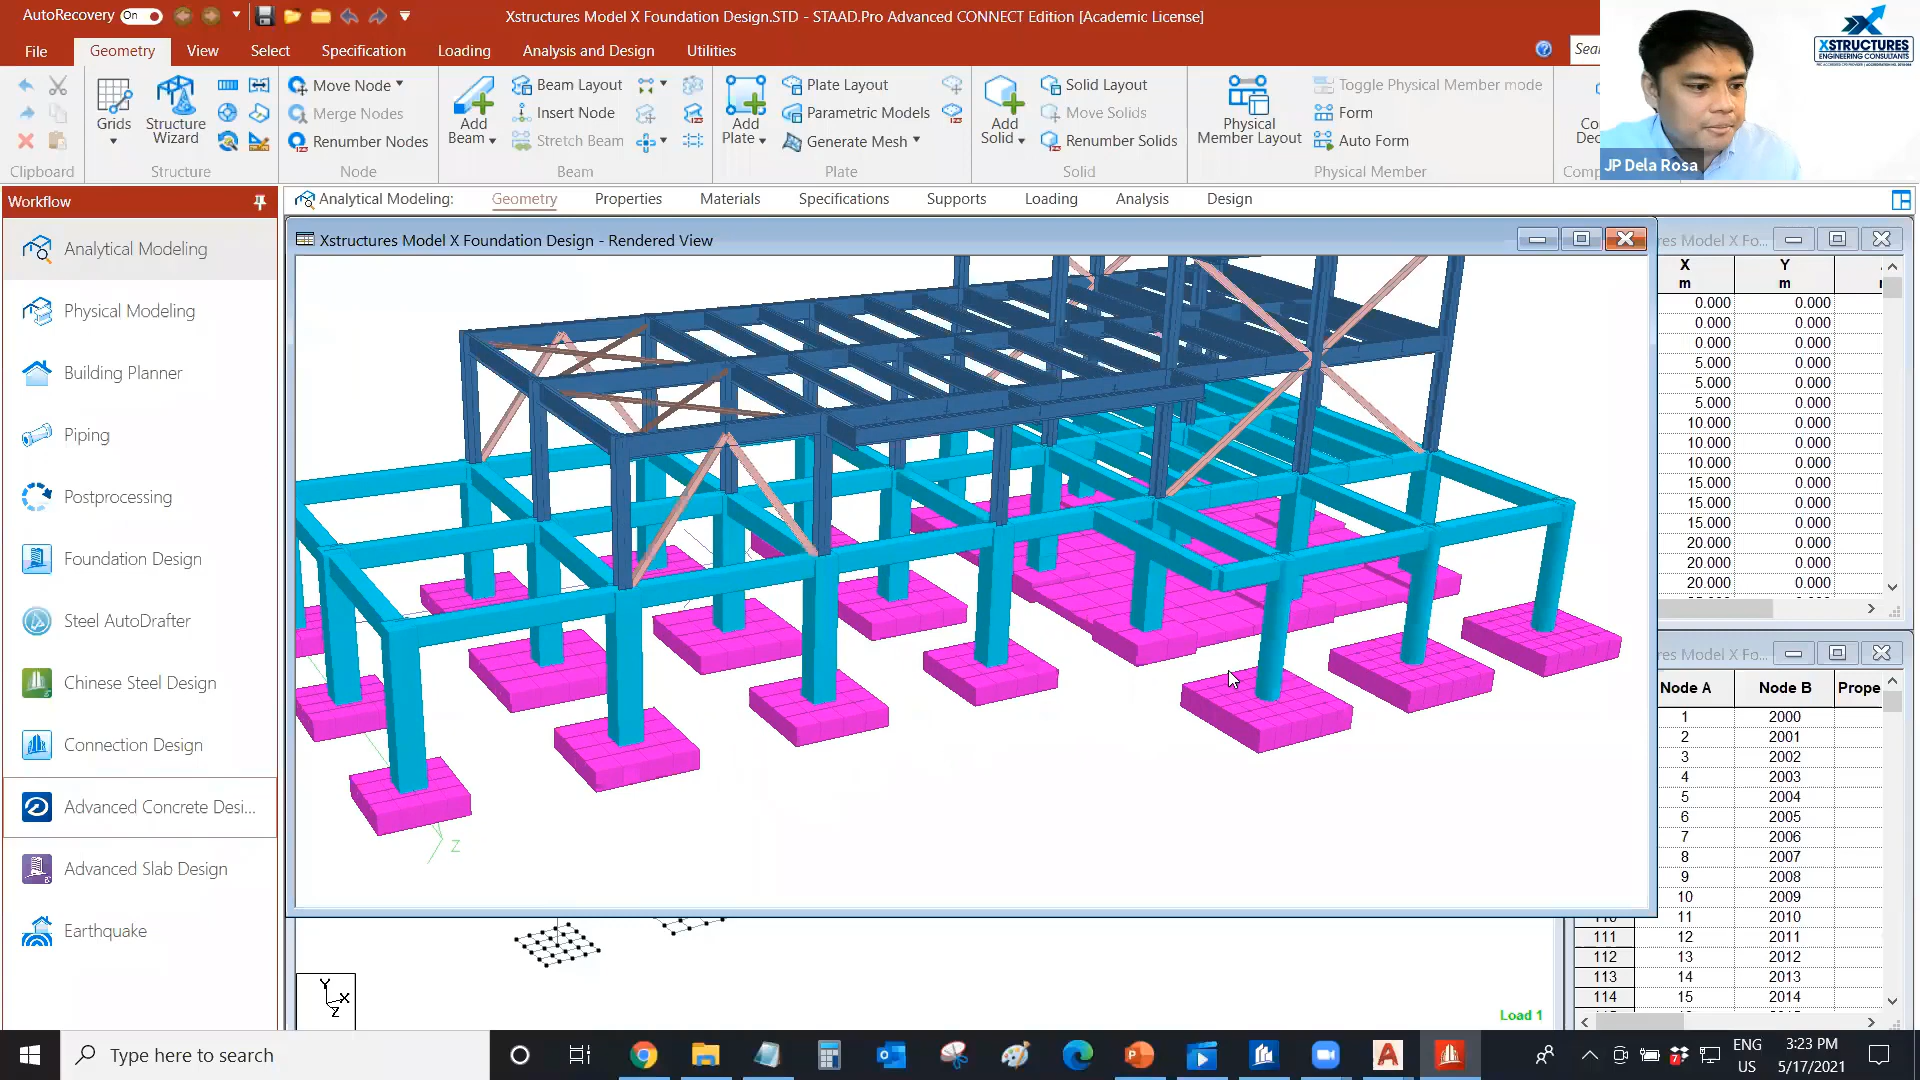 AutoRecovery On
Xstructures Model X Foundation Design.STD - STAAD.Pro Advanced CONNECT Edition [Academic License]
File Geometry View Select Specification Loading Analysis and Design Utilities
Grids
Structure Wizard
Move Node
Merge Nodes
Renumber Nodes
Add Beam
Beam Layout
Insert Node
Stretch Beam
Add Plate
Plate Layout
Parametric Models
Generate Mesh
Add Solid
Solid Layout
Move Solids
Renumber Solids
Physical Member Layout
Toggle Physical Member mode
Form
Auto Form
Clipboard Structure Node Beam Plate Solid Physical Member
XSTRUCTURES
ENGINEERING CONSULTANTS
JP Dela Rosa
Workflow
Analytical Modeling: Geometry Properties Materials Specifications Supports Loading Analysis Design
Analytical Modeling
Physical Modeling
Building Planner
Piping
Postprocessing
Foundation Design
Steel AutoDrafter
Chinese Steel Design
Connection Design
Advanced Concrete Desi...
Advanced Slab Design
Earthquake
Xstructures Model X Foundation Design - Rendered View
Z
Y
X
Z
Load 1
res Model X Fo...
X Y
m m
0.000 0.000
0.000 0.000
0.000 0.000
5.000 0.000
5.000 0.000
5.000 0.000
10.000 0.000
10.000 0.000
10.000 0.000
15.000 0.000
15.000 0.000
15.000 0.000
20.000 0.000
20.000 0.000
20.000 0.000
res Model X Fo...
Node A Node B Prope
1 2000
2 2001
3 2002
4 2003
5 2004
6 2005
7 2006
8 2007
9 2008
10 2009
11 2010
111 12 2011
112 13 2012
113 14 2013
114 15 2014
Type here to search
ENG
US
3:23 PM
5/17/2021